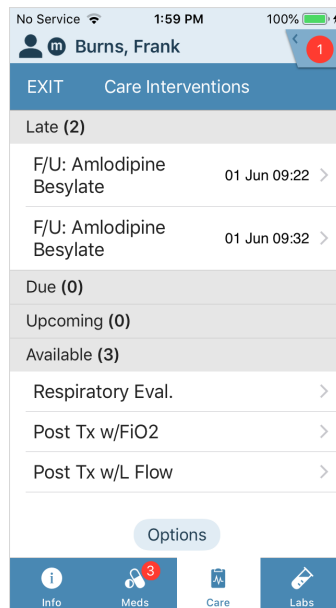 No Service 1:59 PM 100%
m Burns, Frank 1
EXIT Care Interventions
Late (2)
F/U: Amlodipine
Besylate 01 Jun 09:22
F/U: Amlodipine
Besylate 01 Jun 09:32
Due (0)
Upcoming (0)
Available (3)
Respiratory Eval.
Post Tx w/FiO2
Post Tx w/L Flow
Options
3
Info Meds Care Labs